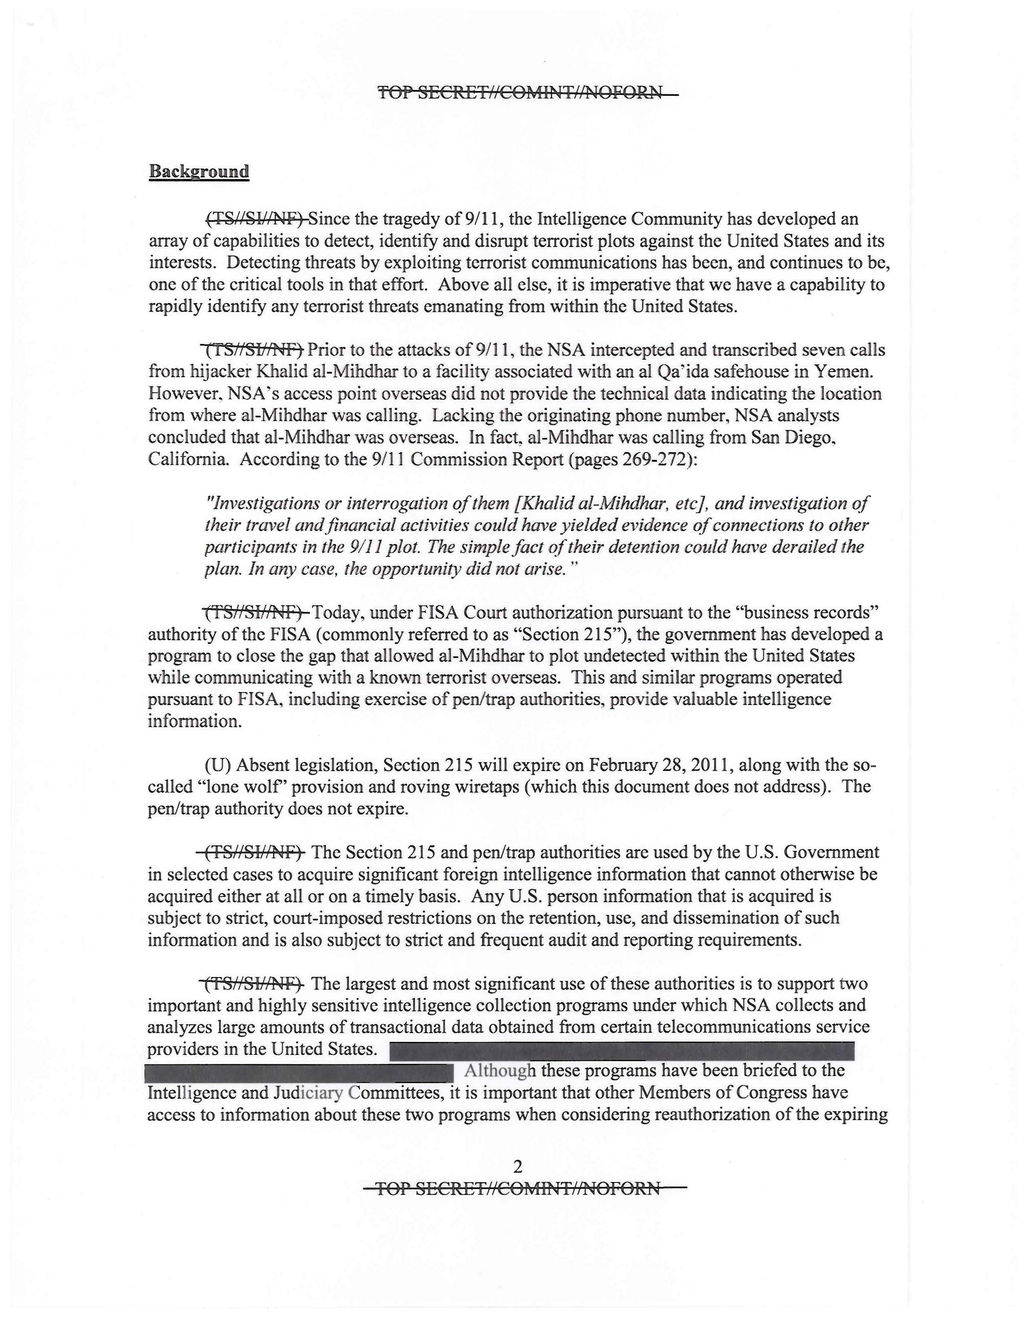 TOP SECRET//COMINT//NOFORN
Background
(TS//SI//NF) Since the tragedy of 9/11, the Intelligence Community has developed an
array of capabilities to detect, identify and disrupt terrorist plots against the United States and its
interests. Detecting threats by exploiting terrorist communications has been, and continues to be,
one of the critical tools in that effort. Above all else, it is imperative that we have a capability to
rapidly identify any terrorist threats emanating from within the United States.
(TS//SI//NF) Prior to the attacks of 9/11, the NSA intercepted and transcribed seven calls
from hijacker Khalid al-Mihdhar to a facility associated with an al Qa'ida safehouse in Yemen.
However, NSA's access point overseas did not provide the technical data indicating the location
from where al-Mihdhar was calling. Lacking the originating phone number, NSA analysts
concluded that al-Mihdhar was overseas. In fact, al-Mihdhar was calling from San Diego,
California. According to the 9/11 Commission Report (pages 269-272):
"Investigations or interrogation of them [Khalid al-Mihdhar, etc], and investigation of
their travel and financial activities could have yielded evidence of connections to other
participants in the 9/11 plot. The simple fact of their detention could have derailed the
plan. In any case, the opportunity did not arise."
(TS//SI//NF) Today, under FISA Court authorization pursuant to the “business records”
authority of the FISA (commonly referred to as “Section 215”), the government has developed a
program to close the gap that allowed al-Mihdhar to plot undetected within the United States
while communicating with a known terrorist overseas. This and similar programs operated
pursuant to FISA, including exercise of pen/trap authorities, provide valuable intelligence
information.
(U) Absent legislation, Section 215 will expire on February 28, 2011, along with the so-
called “lone wolf” provision and roving wiretaps (which this document does not address). The
pen/trap authority does not expire.
(TS//SI//NF) The Section 215 and pen/trap authorities are used by the U.S. Government
in selected cases to acquire significant foreign intelligence information that cannot otherwise be
acquired either at all or on a timely basis. Any U.S. person information that is acquired is
subject to strict, court-imposed restrictions on the retention, use, and dissemination of such
information and is also subject to strict and frequent audit and reporting requirements.
(TS//SI//NF) The largest and most significant use of these authorities is to support two
important and highly sensitive intelligence collection programs under which NSA collects and
analyzes large amounts of transactional data obtained from certain telecommunications service
providers in the United States.
Although these programs have been briefed to the
Intelligence and Judiciary Committees, it is important that other Members of Congress have
access to information about these two programs when considering reauthorization of the expiring
2
TOP SECRET//COMINT//NOFORN